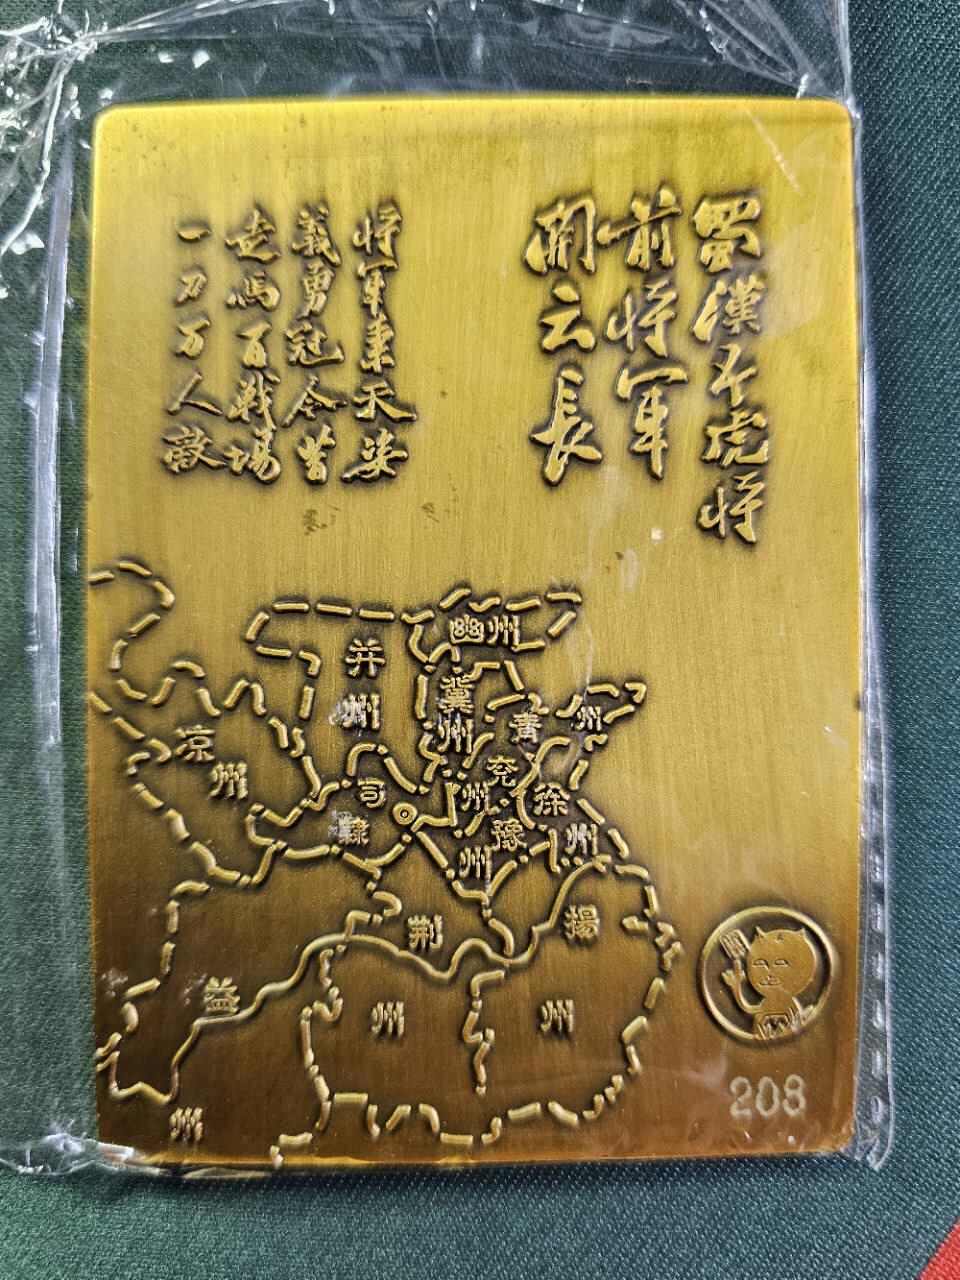 蜀漢五虎将
前将軍
関云長
将軍秉天姿
義勇冠今昔
走馬百戰場
一刀万人敵
幽州
并州
冀州
青州
凉州
兗州
司隸
徐州
豫州
荆州
揚州
益州
208